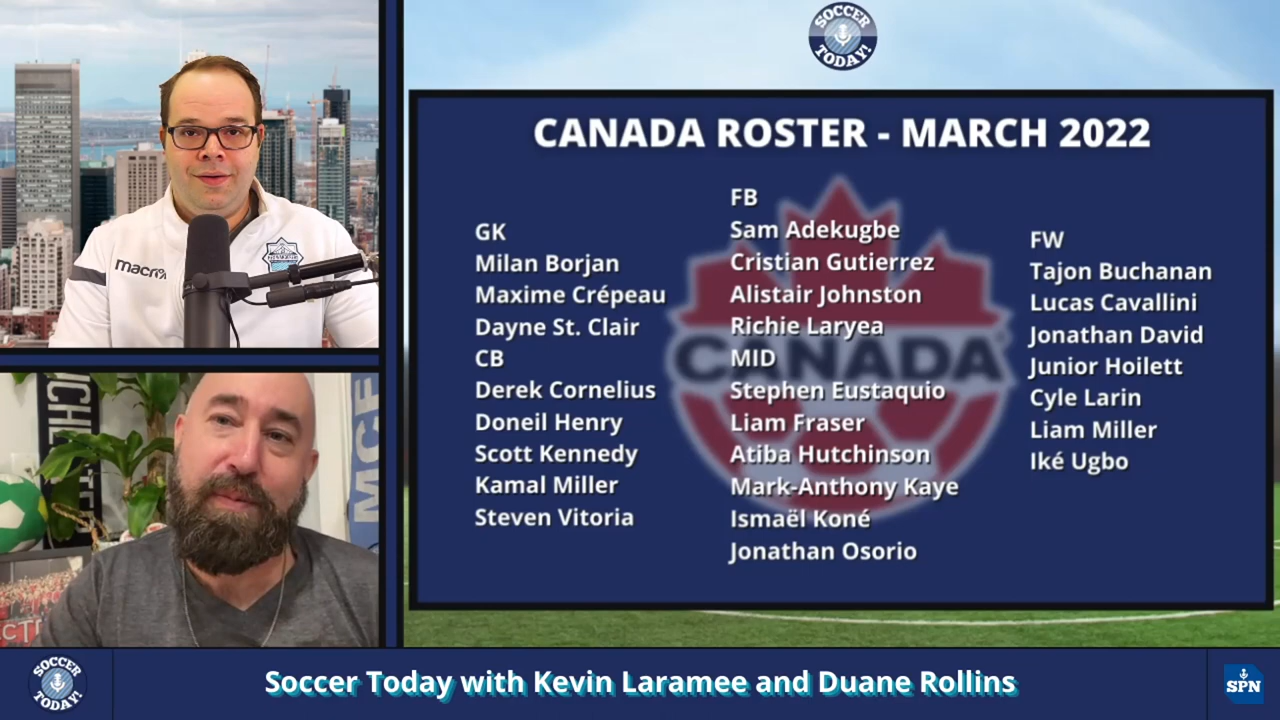 SOCCER
TODAY!
CANADA ROSTER - MARCH 2022
GK
Milan Borjan
Maxime Crépeau
Dayne St. Clair
CB
Derek Cornelius
Doneil Henry
Scott Kennedy
Kamal Miller
Steven Vitoria
FB
Sam Adekugbe
Cristian Gutierrez
Alistair Johnston
Richie Laryea
MID
Stephen Eustaquio
Liam Fraser
Atiba Hutchinson
Mark-Anthony Kaye
Ismaël Koné
Jonathan Osorio
FW
Tajon Buchanan
Lucas Cavallini
Jonathan David
Junior Hoilett
Cyle Larin
Liam Miller
Iké Ugbo
CANADA
macron
MCF
SOCCER
TODAY!
Soccer Today with Kevin Laramee and Duane Rollins
SPN